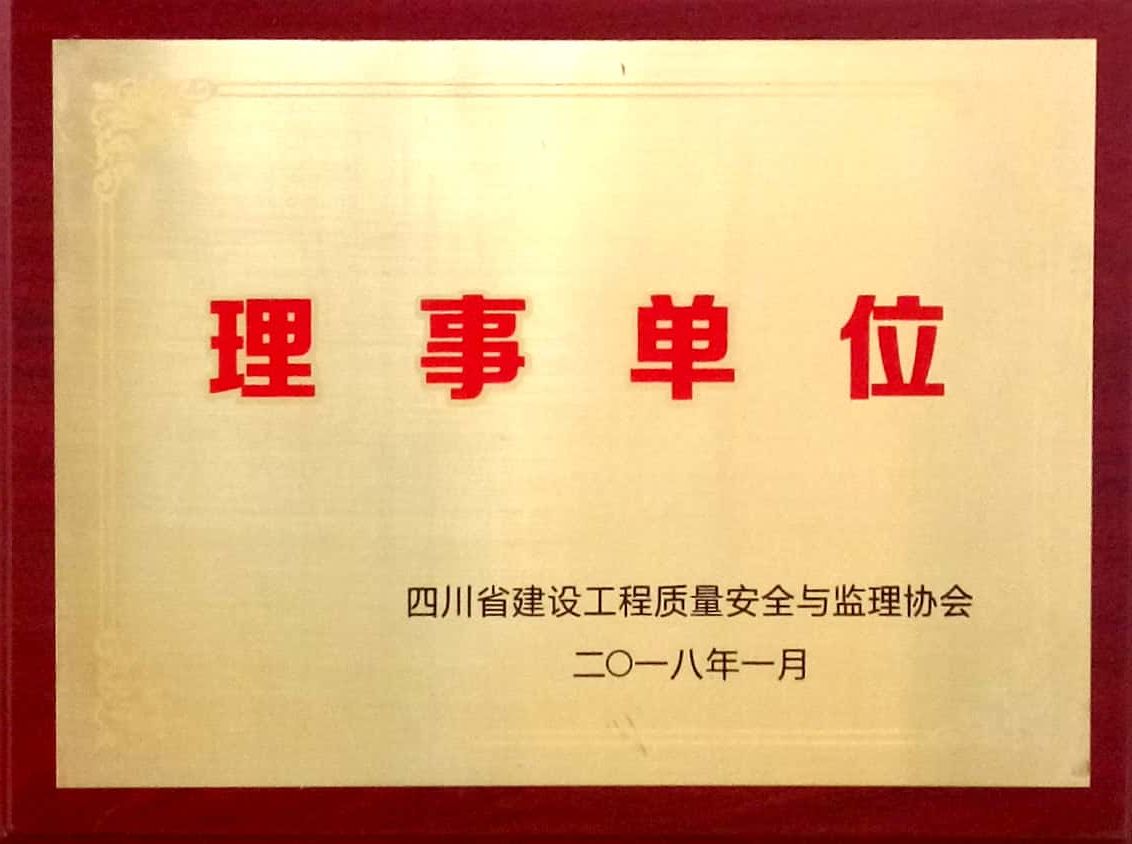 理事单位
四川省建设工程质量安全与监理协会
二〇一八年一月